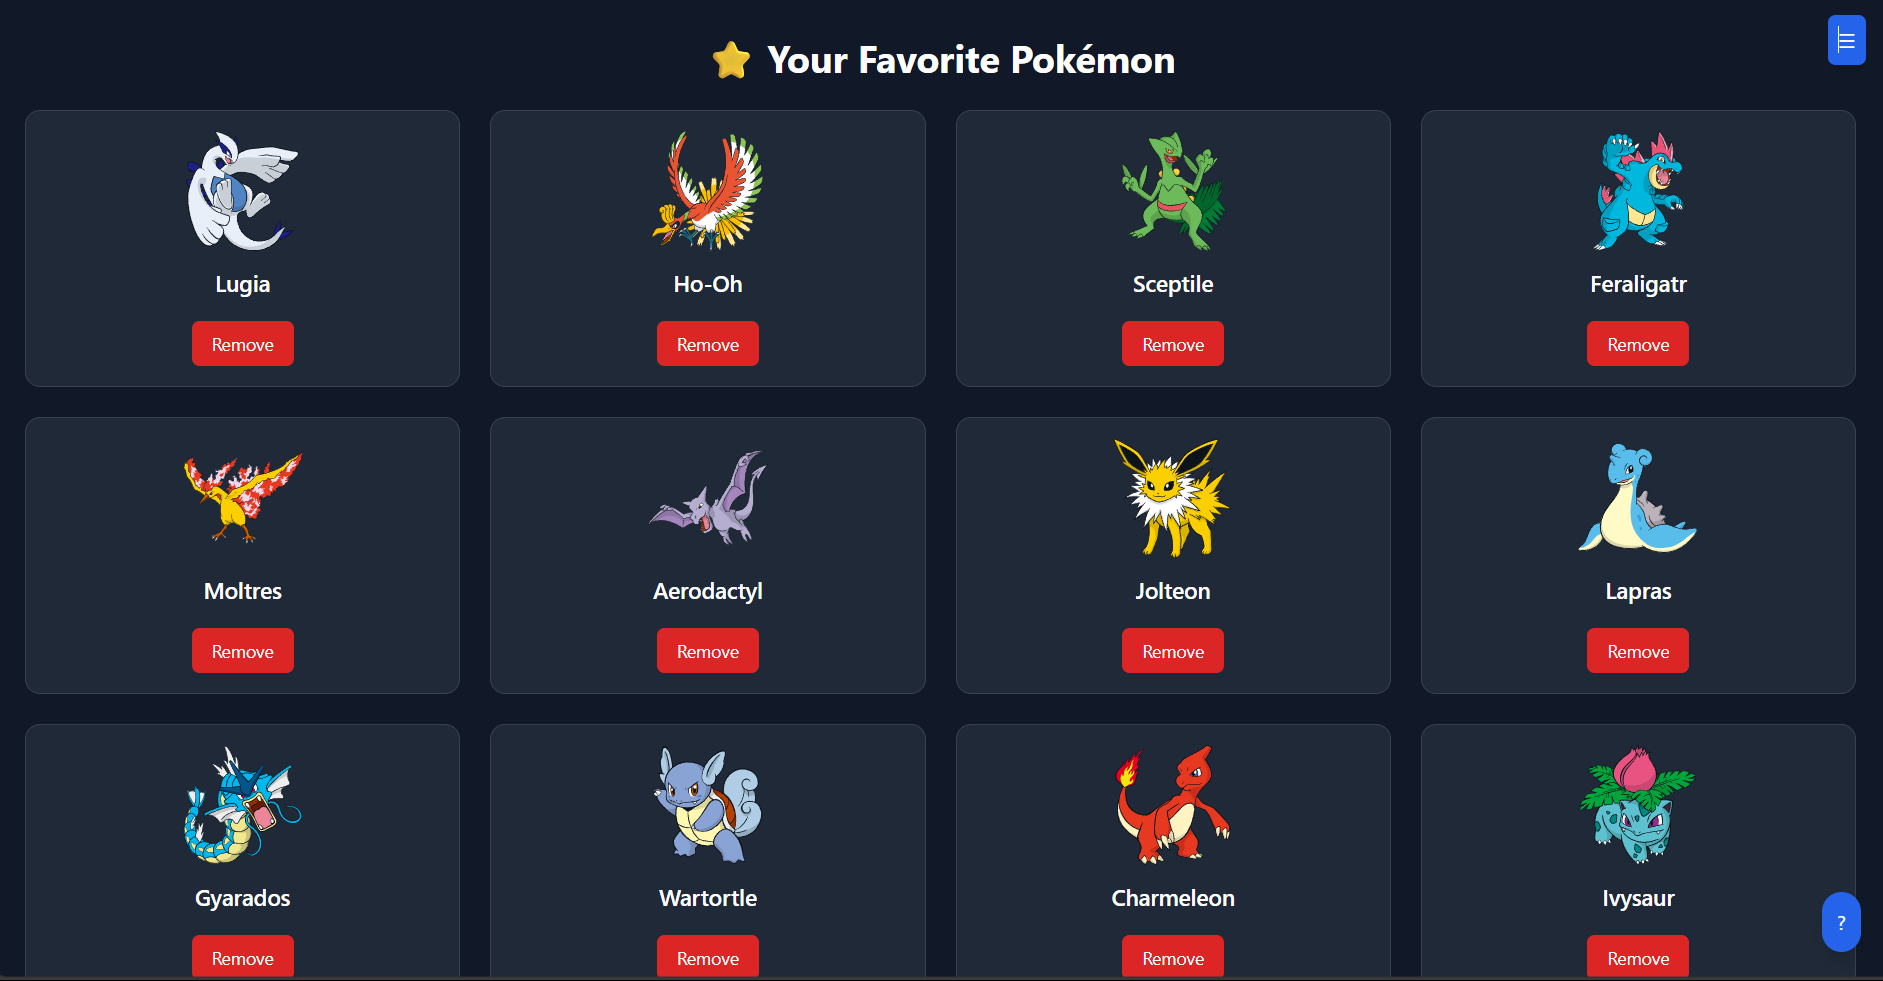 Your Favorite Pokémon
Lugia
Ho-Oh
Sceptile
Feraligatr
Remove
Remove
Remove
Remove
Moltres
Aerodactyl
Jolteon
Lapras
Remove
Remove
Remove
Remove
Gyarados
Wartortle
Charmeleon
Ivysaur
?
Remove
Remove
Remove
Remove